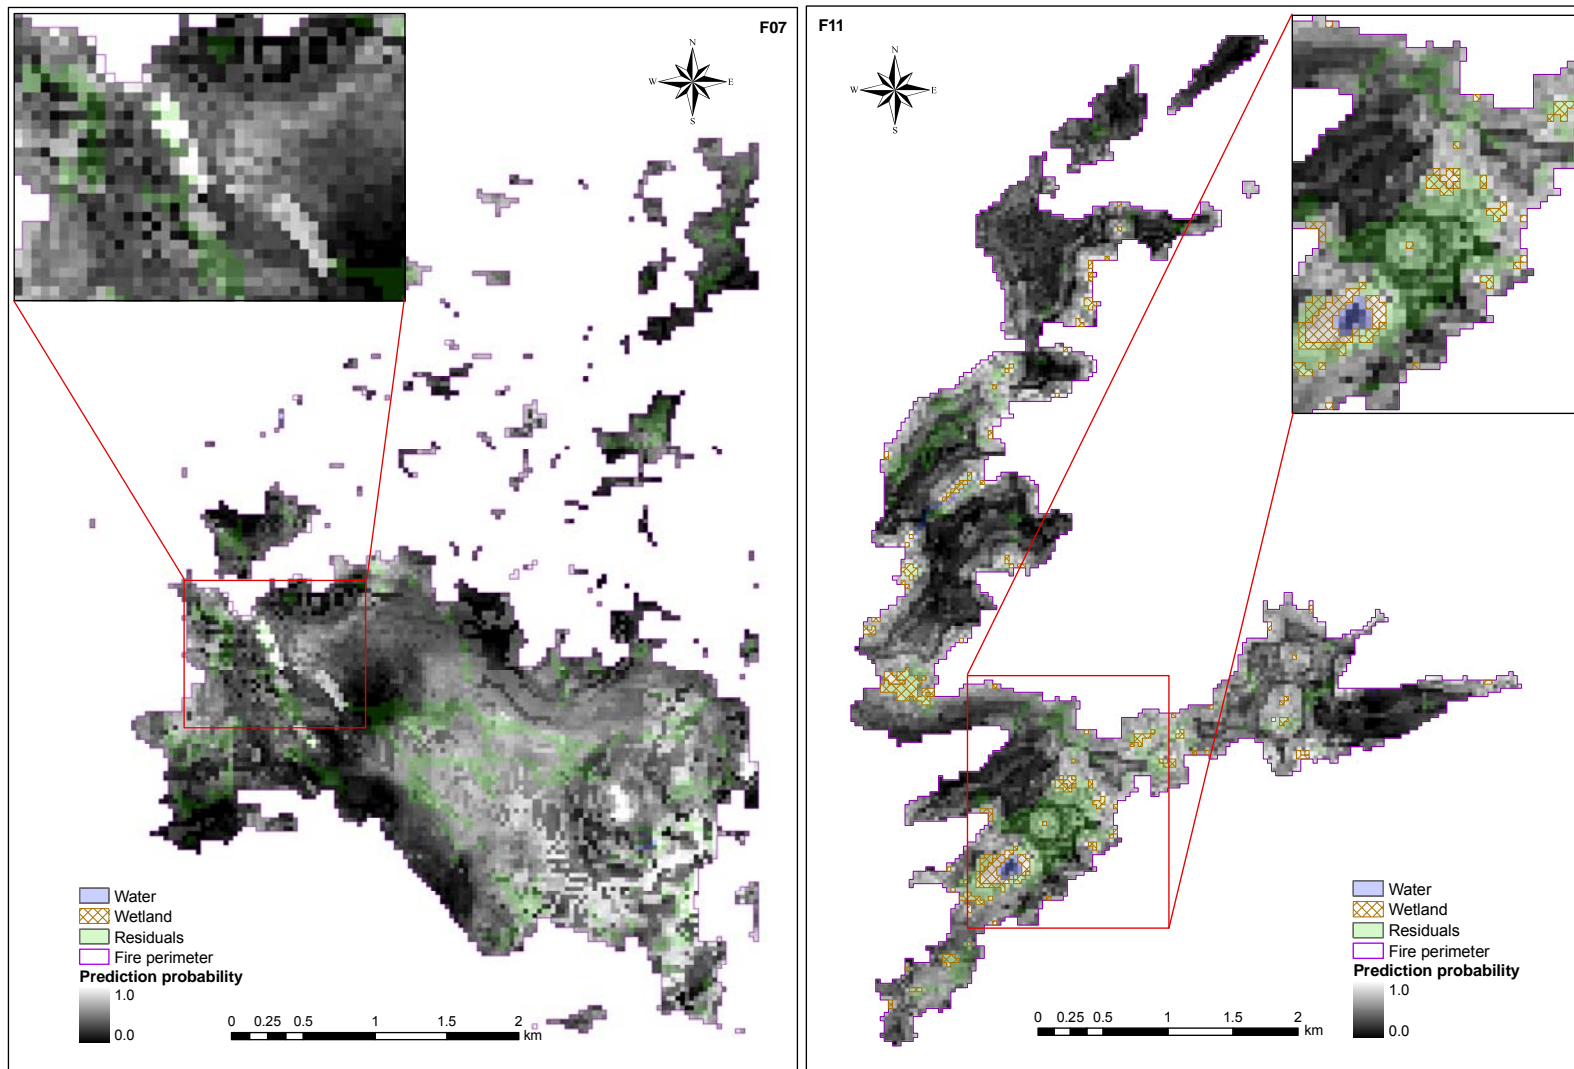 F07
N
W E
S
Water
Wetland
Residuals
Fire perimeter
Prediction probability
1.0
0.0
0 0.25 0.5 1 1.5 2
km
F11
N
W E
S
Water
Wetland
Residuals
Fire perimeter
Prediction probability
1.0
0.0
0 0.25 0.5 1 1.5 2
km